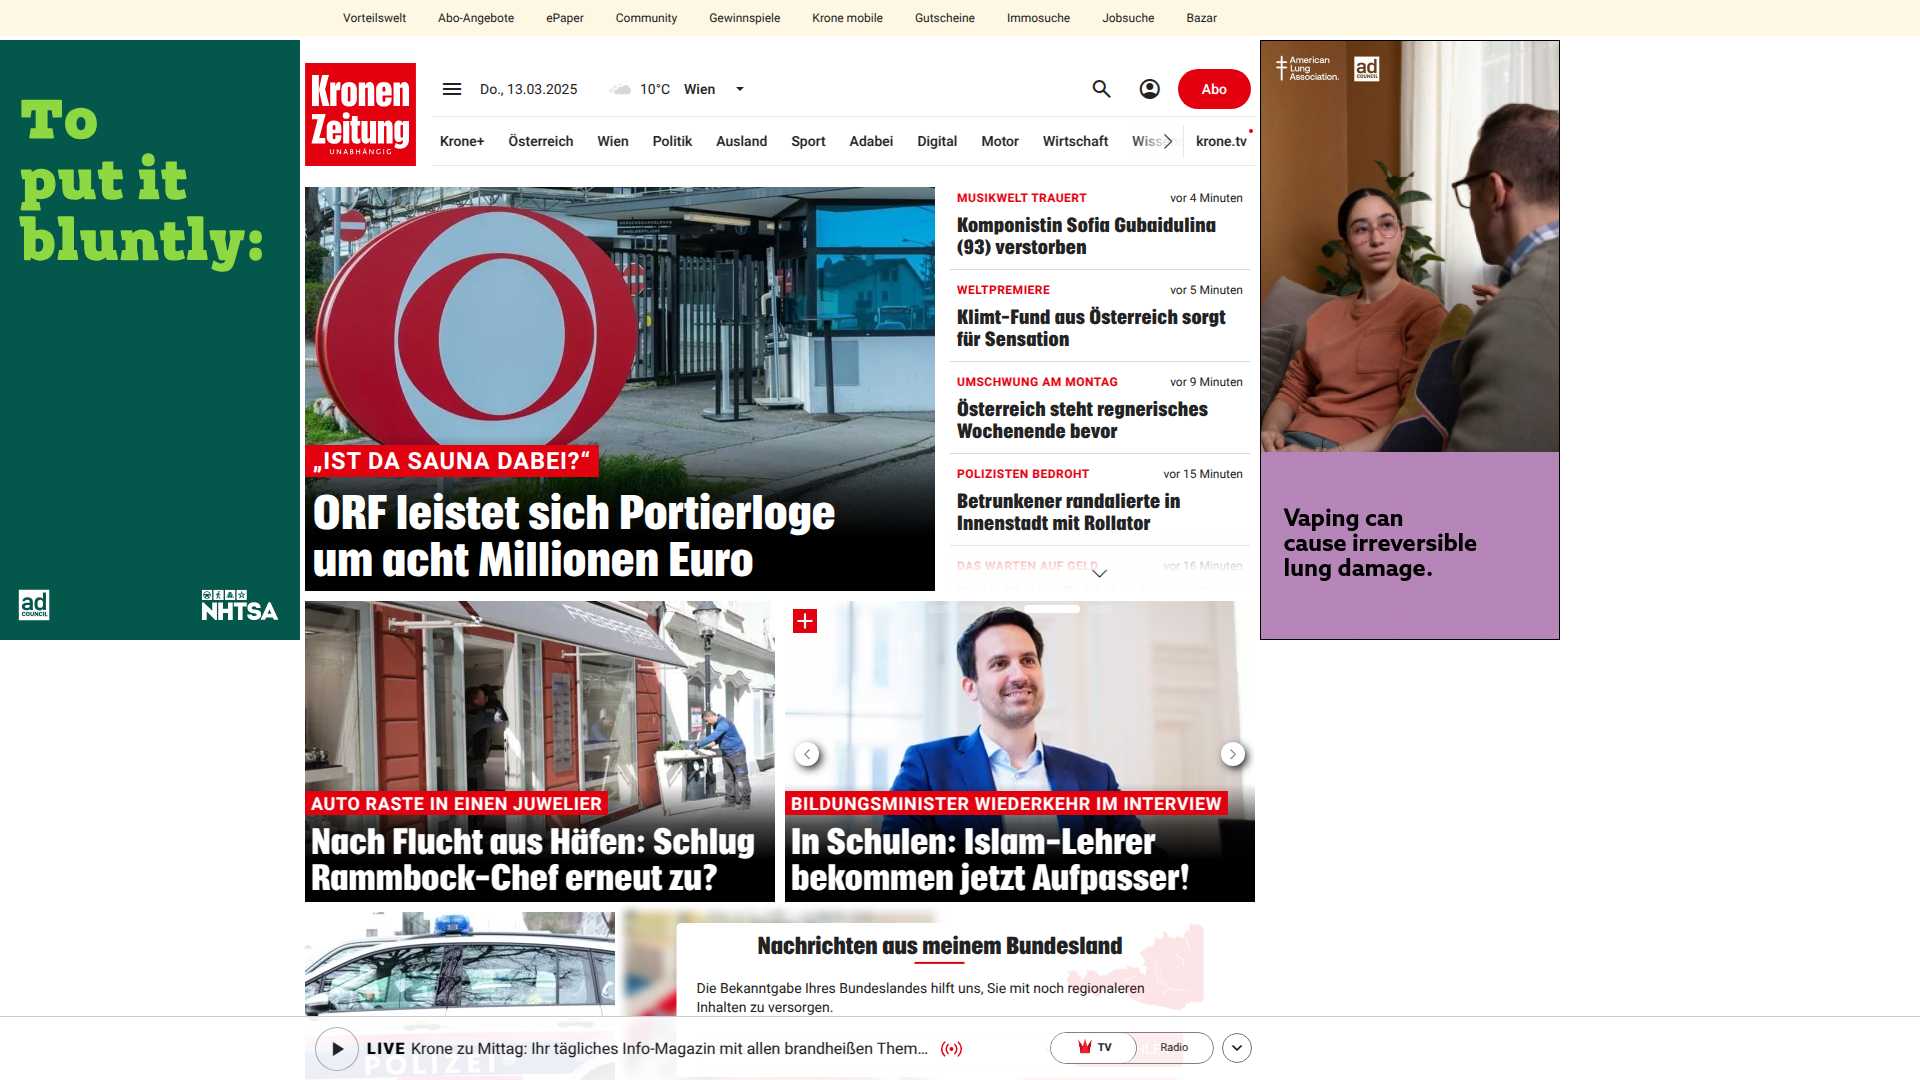 Vorteilswelt Abo-Angebote ePaper Community Gewinnspiele Krone mobile Gutscheine Immosuche Jobsuche Bazar
To
put it
bluntly:
ad
COUNCIL
NHTSA
Kronen
Zeitung
UNABHÄNGIG
Do., 13.03.2025 10°C Wien
Abo
Krone+ Österreich Wien Politik Ausland Sport Adabei Digital Motor Wirtschaft krone.tv
„IST DA SAUNA DABEI?“
ORF leistet sich Portierloge
um acht Millionen Euro
MUSIKWELT TRAUERT vor 4 Minuten
Komponistin Sofia Gubaidulina
(93) verstorben
WELTPREMIERE vor 5 Minuten
Klimt-Fund aus Österreich sorgt
für Sensation
UMSCHWUNG AM MONTAG vor 9 Minuten
Österreich steht regnerisches
Wochenende bevor
POLIZISTEN BEDROHT vor 15 Minuten
Betrunkener randalierte in
Innenstadt mit Rollator
DAS WARTEN AUF GELD vor 16 Minuten
American
Lung
Association.
ad
COUNCIL
Vaping can
cause irreversible
lung damage.
AUTO RASTE IN EINEN JUWELIER
Nach Flucht aus Häfen: Schlug
Rammbock-Chef erneut zu?
BILDUNGSMINISTER WIEDERKEHR IM INTERVIEW
In Schulen: Islam-Lehrer
bekommen jetzt Aufpasser!
Nachrichten aus meinem Bundesland
Die Bekanntgabe Ihres Bundeslandes hilft uns, Sie mit noch regionaleren
Inhalten zu versorgen.
LIVE Krone zu Mittag: Ihr tägliches Info-Magazin mit allen brandheißen Them...
TV Radio
POLIZEI